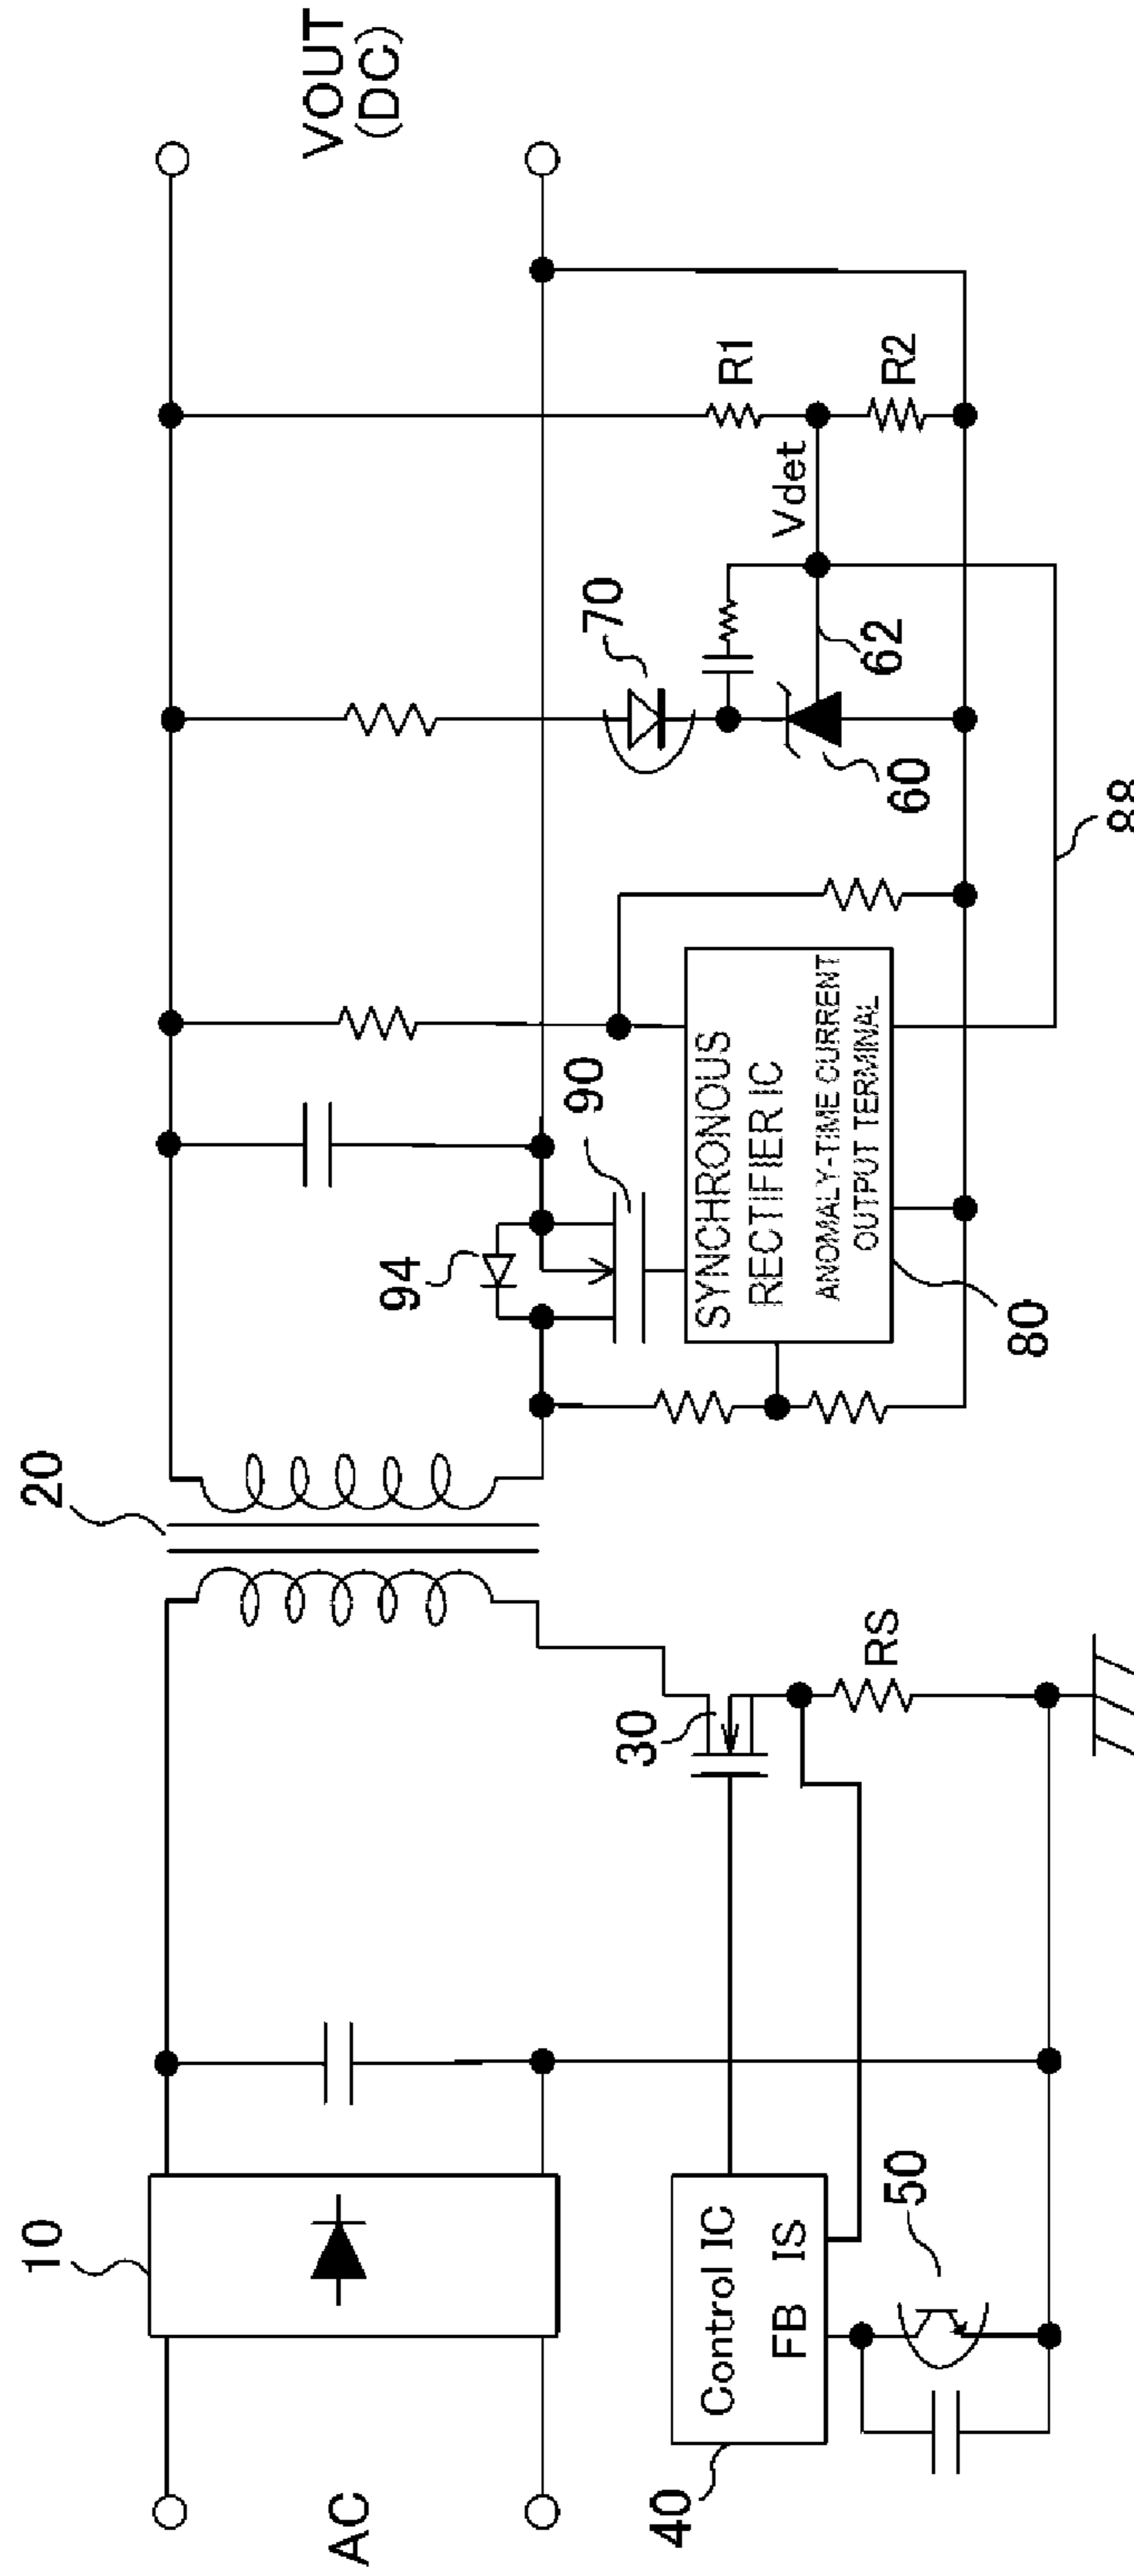 10
20
VOUT
(DC)
AC
94
90
70
R1
R2
Vdet
62
60
88
SYNCHRONOUS
RECTIFIER IC
ANOMALY-TIME CURRENT
OUTPUT TERMINAL
80
30
RS
Control IC
FB IS
40
50